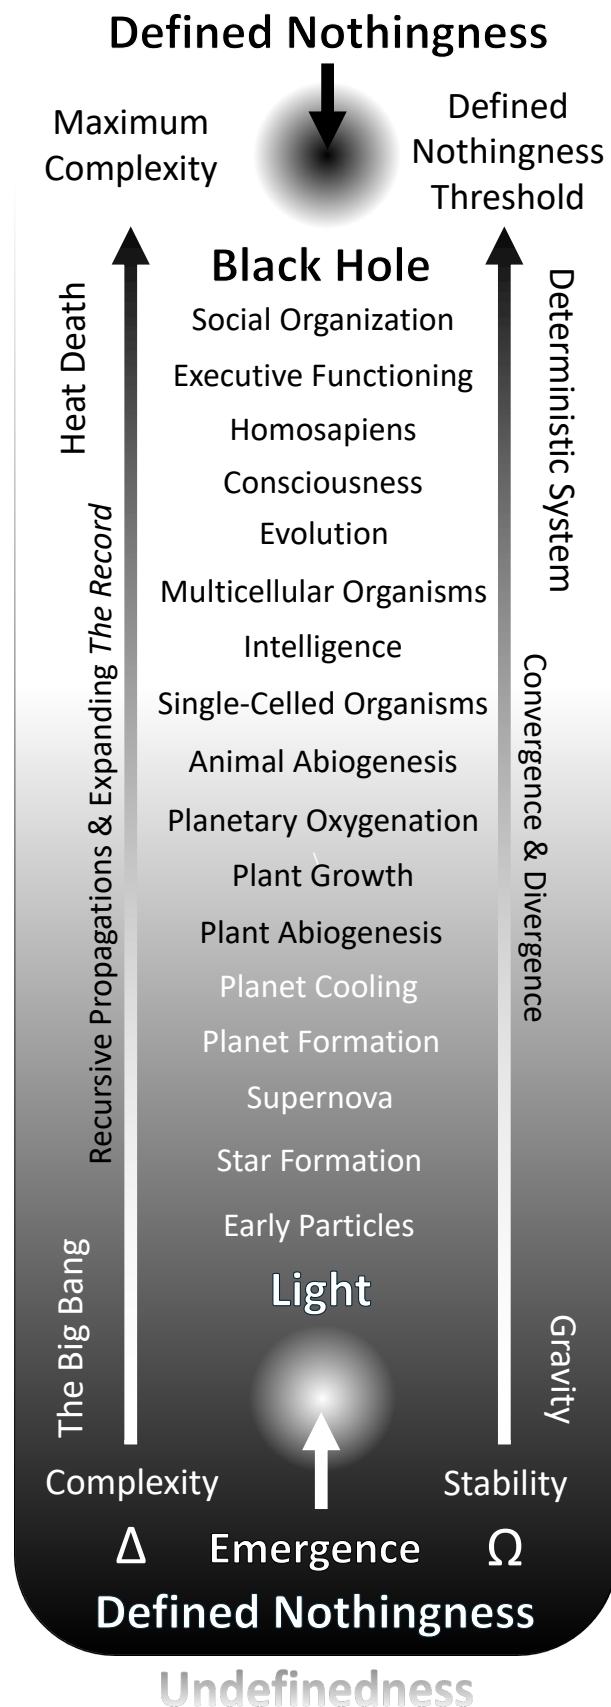 Defined Nothingness
Maximum
Complexity
Defined
Nothingness
Threshold
Black Hole
Heat Death
Recursive Propagations & Expanding The Record
The Big Bang
Social Organization
Executive Functioning
Homosapiens
Consciousness
Evolution
Multicellular Organisms
Intelligence
Single-Celled Organisms
Animal Abiogenesis
Planetary Oxygenation
Plant Growth
Plant Abiogenesis
Planet Cooling
Planet Formation
Supernova
Star Formation
Early Particles
Light
Deterministic System
Convergence & Divergence
Gravity
Complexity
Stability
Δ
Emergence
Ω
Defined Nothingness
Undefinedness